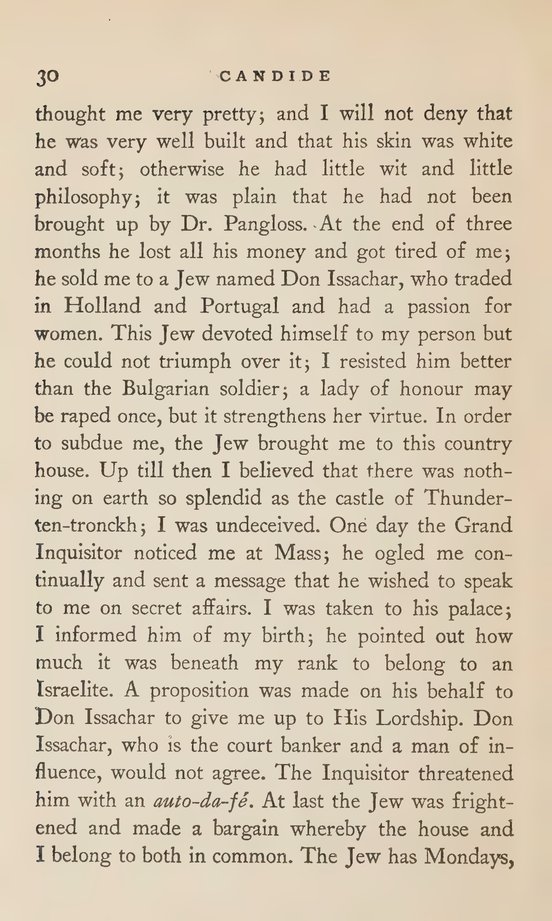 30 CANDIDE
thought me very pretty; and I will not deny that
he was very well built and that his skin was white
and soft; otherwise he had little wit and little
philosophy; it was plain that he had not been
brought up by Dr. Pangloss. At the end of three
months he lost all his money and got tired of me;
he sold me to a Jew named Don Issachar, who traded
in Holland and Portugal and had a passion for
women. This Jew devoted himself to my person but
he could not triumph over it; I resisted him better
than the Bulgarian soldier; a lady of honour may
be raped once, but it strengthens her virtue. In order
to subdue me, the Jew brought me to this country
house. Up till then I believed that there was noth-
ing on earth so splendid as the castle of Thunder-
ten-tronckh; I was undeceived. One day the Grand
Inquisitor noticed me at Mass; he ogled me con-
tinually and sent a message that he wished to speak
to me on secret affairs. I was taken to his palace;
I informed him of my birth; he pointed out how
much it was beneath my rank to belong to an
Israelite. A proposition was made on his behalf to
Don Issachar to give me up to His Lordship. Don
Issachar, who is the court banker and a man of in-
fluence, would not agree. The Inquisitor threatened
him with an auto-da-fé. At last the Jew was fright-
ened and made a bargain whereby the house and
I belong to both in common. The Jew has Mondays,